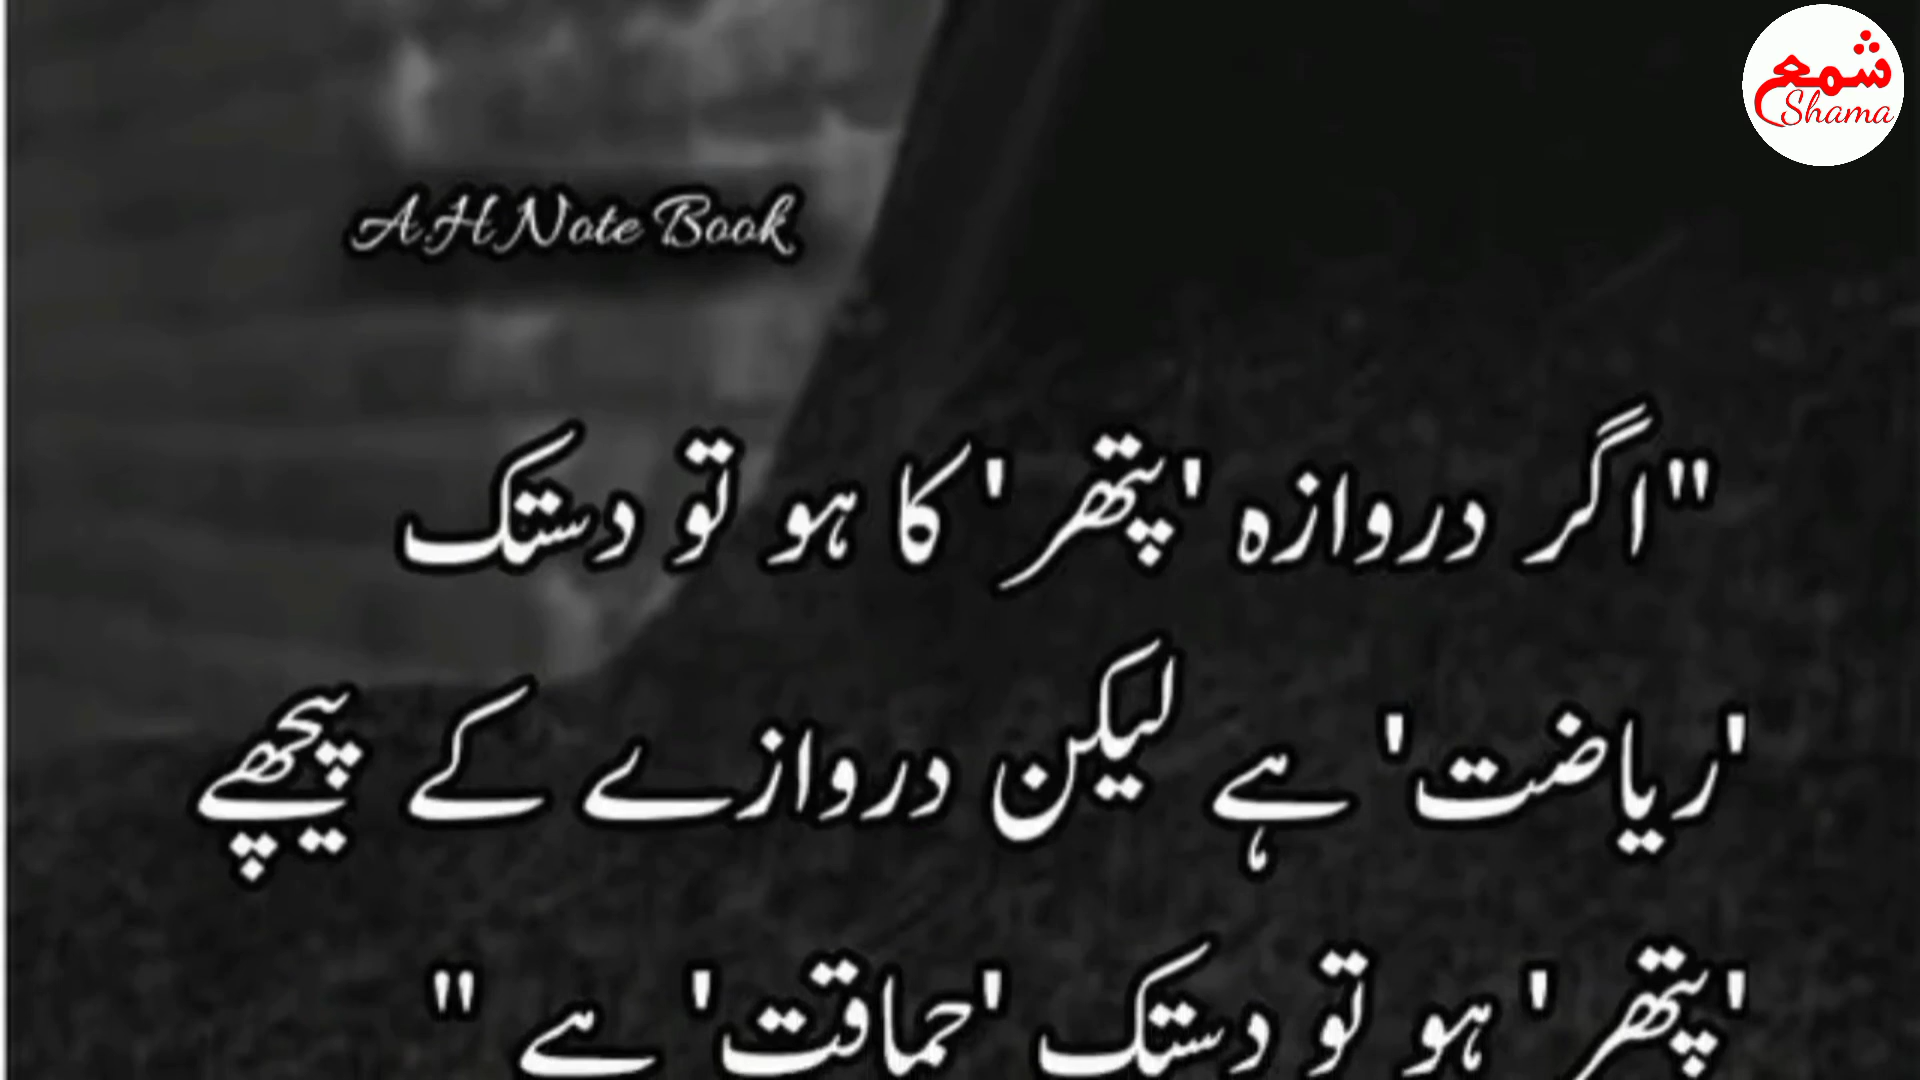 شمع
Shama
A.H Note Book
"اگر دروازہ 'پتھر' کا ہو تو دستک
'ریاضت' ہے لیکن دروازے کے پیچھے
'پتھر' ہو تو دستک 'حماقت' ہے"